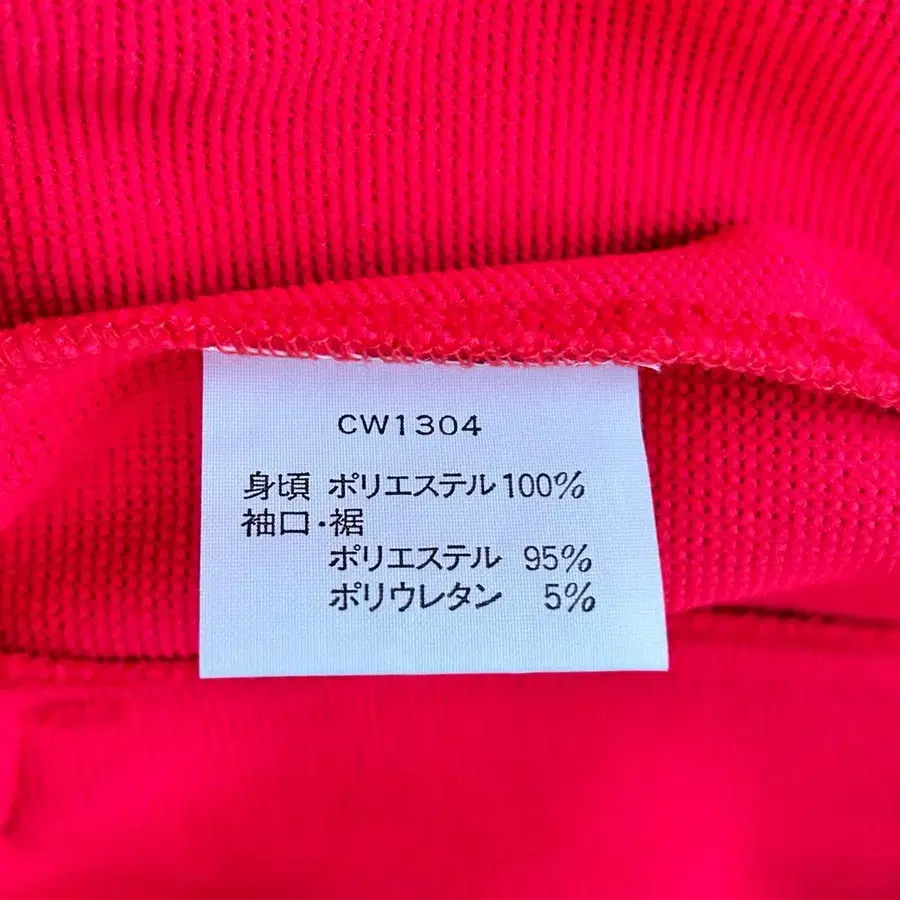 CW1304
身頃 ポリエステル100%
袖口・裾
ポリエステル 95%
ポリウレタン 5%